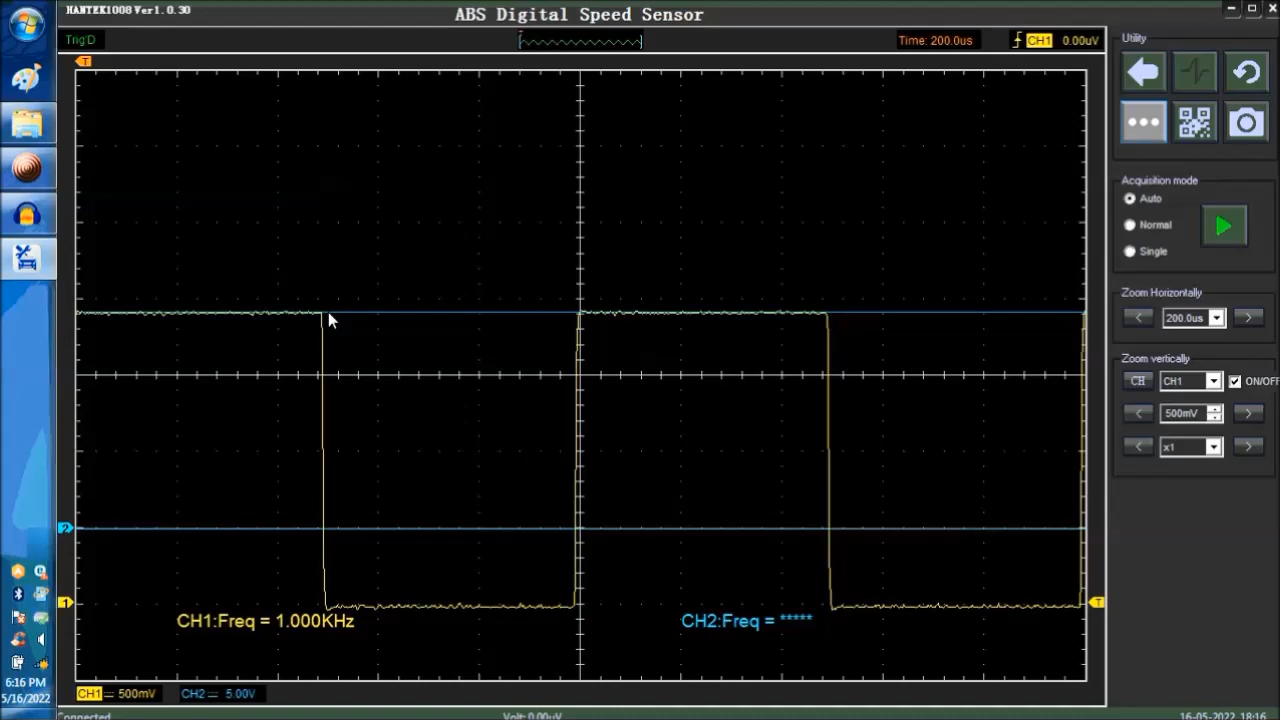 HANTEK1008 Ver1.0.30
ABS Digital Speed Sensor
Trig'D
Time: 200.0us
CH1 0.00uV
T
Utility
Acquisition mode
Auto
Normal
Single
Zoom Horizontally
200.0us
Zoom vertically
CH CH1 ON/OFF
500mV
x1
2
1
T
CH1:Freq = 1.000KHz
CH2:Freq = *****
CH1 500mV
CH2 5.00V
6:16 PM
5/16/2022
Connected
Volt: 0.00uV
16-05-2022 18:16